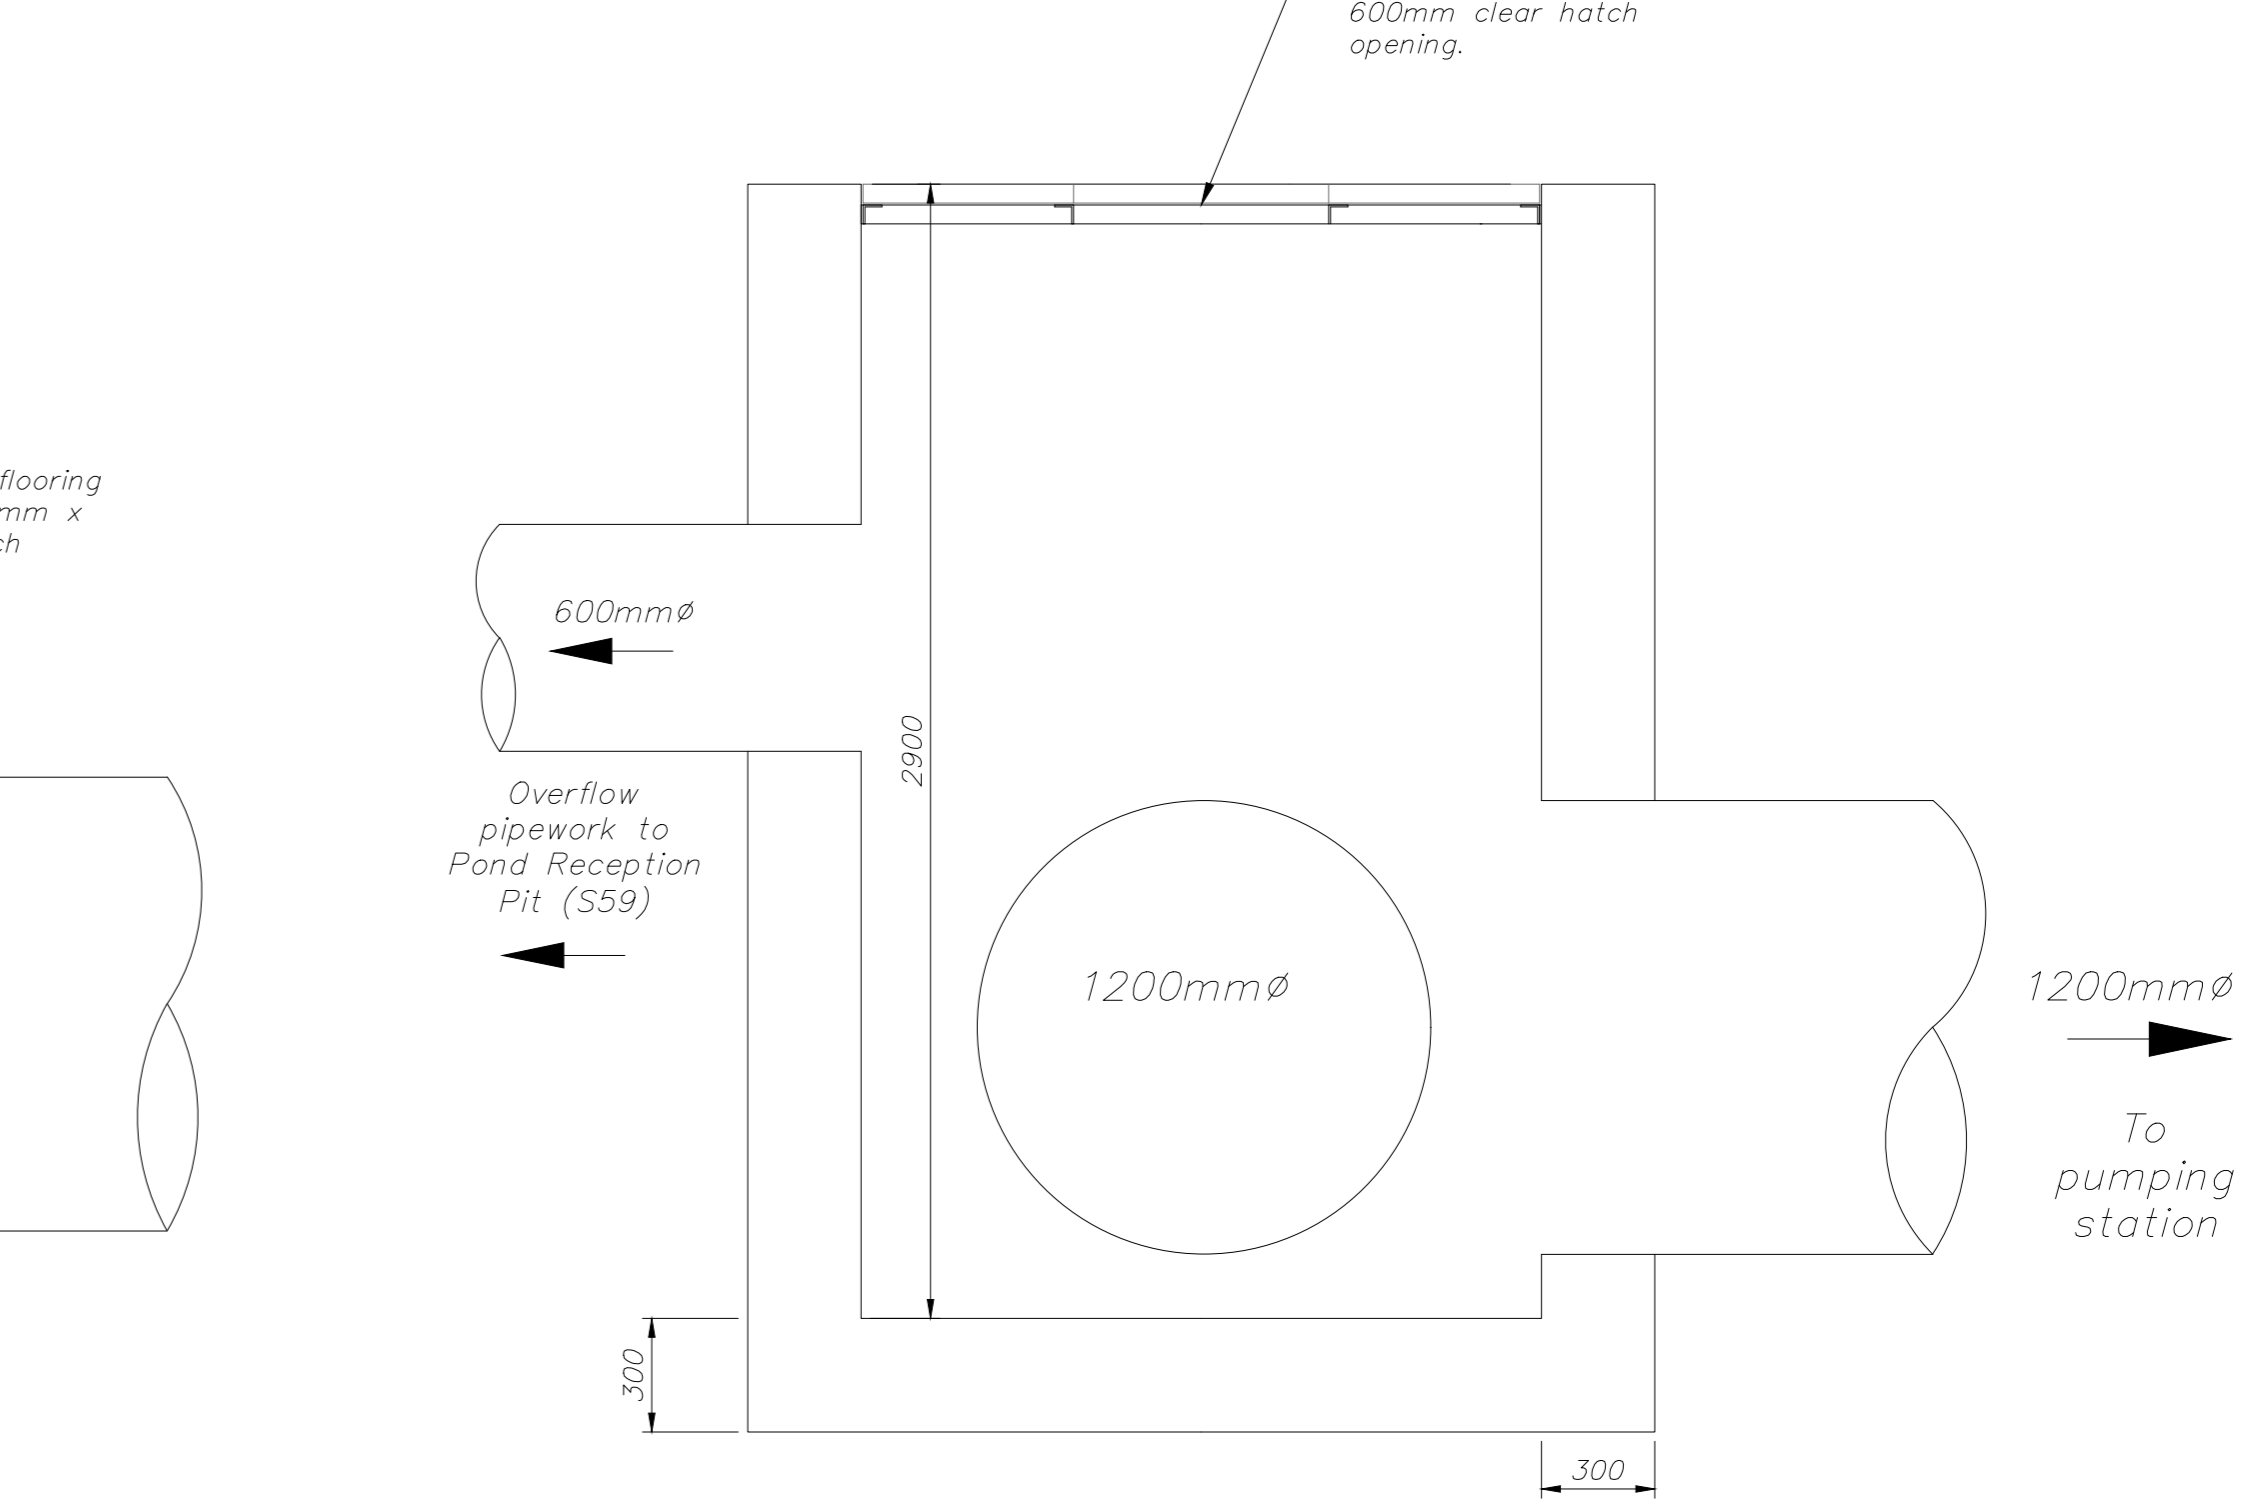 600mm clear hatch
opening.
flooring
mm x
600mmø
2900
Overflow
pipework to
Pond Reception
Pit (S59)
1200mmø
1200mmø
To
pumping
station
300
300